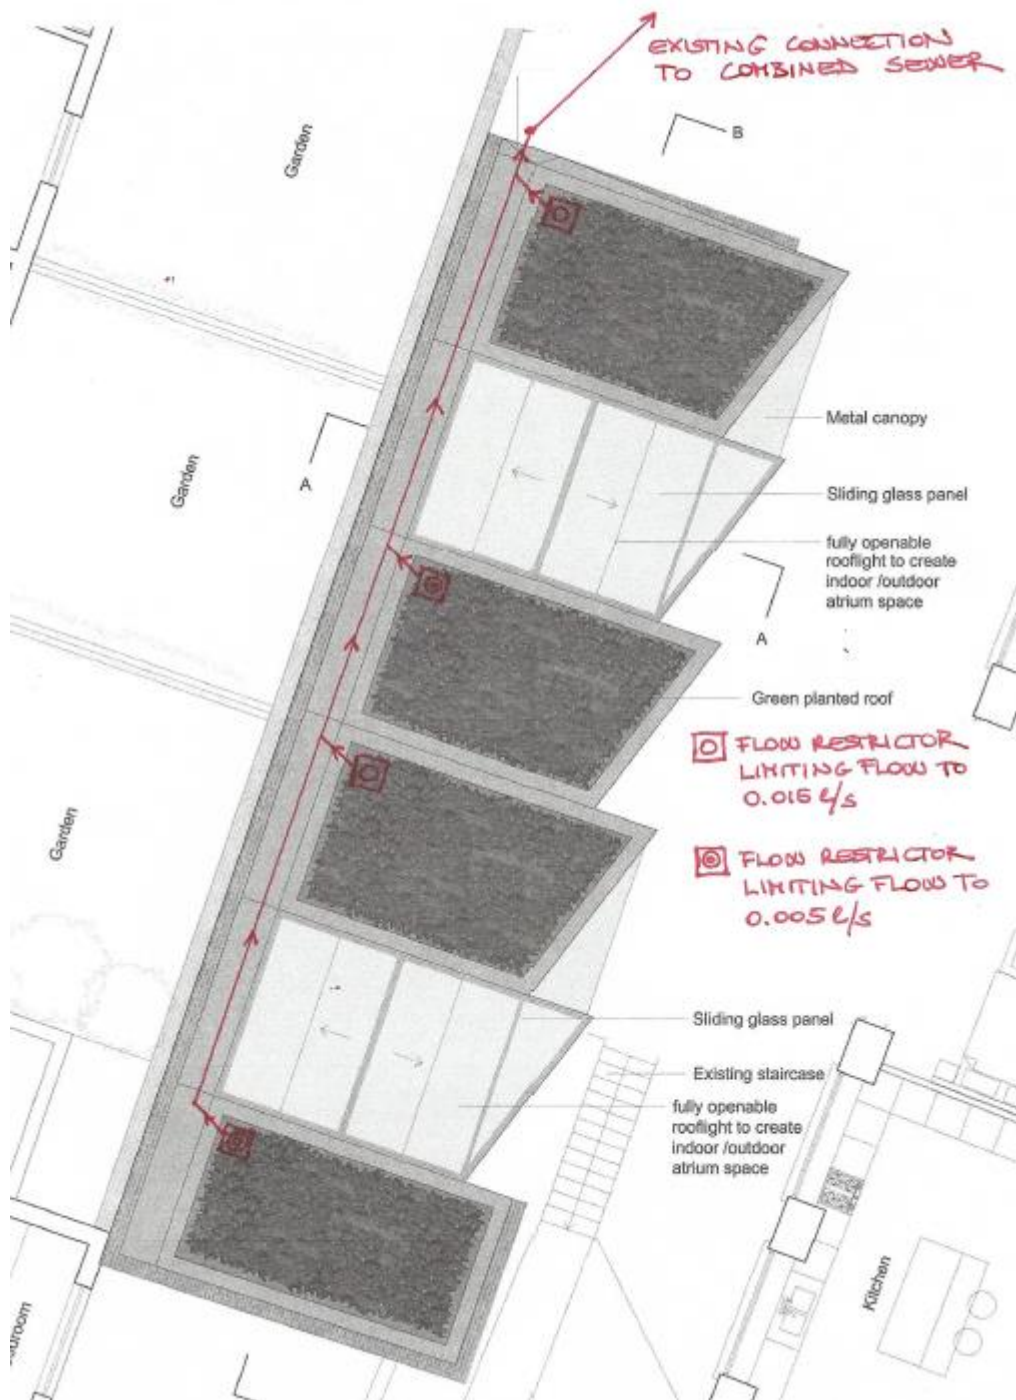 EXISTING CONNECTION
TO COMBINED SEWER
B
Garden
Metal canopy
Garden
A
Sliding glass panel
fully openable
rooflight to create
indoor /outdoor
atrium space
A
Green planted roof
FLOW RESTRICTOR
LIMITING FLOW TO
0.015 l/s
Garden
FLOW RESTRICTOR
LIMITING FLOW TO
0.005 l/s
Sliding glass panel
Existing staircase
fully openable
rooflight to create
indoor /outdoor
atrium space
Kitchen